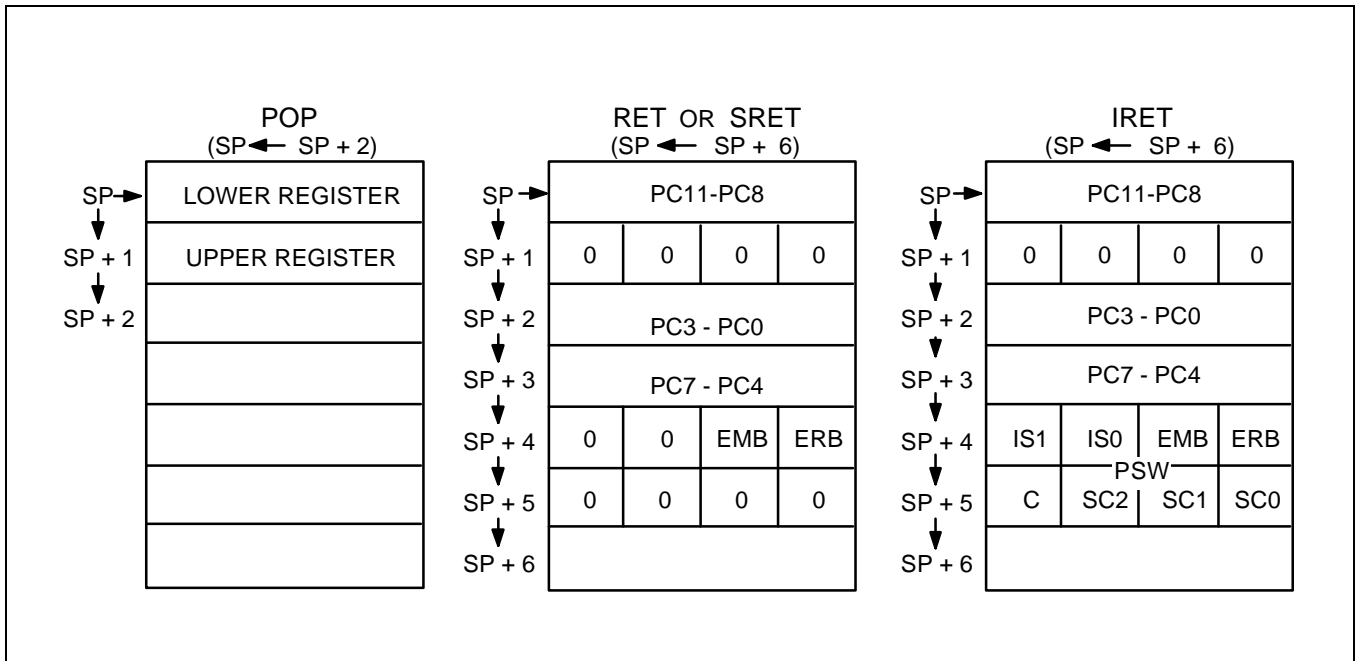 POP
(SP ← SP + 2)
SP
LOWER REGISTER
SP + 1
UPPER REGISTER
SP + 2
RET OR SRET
(SP ← SP + 6)
SP
PC11-PC8
SP + 1
0 0 0 0
SP + 2
PC3 - PC0
SP + 3
PC7 - PC4
SP + 4
0 0 EMB ERB
SP + 5
0 0 0 0
SP + 6
IRET
(SP ← SP + 6)
SP
PC11-PC8
SP + 1
0 0 0 0
SP + 2
PC3 - PC0
SP + 3
PC7 - PC4
SP + 4
IS1 IS0 EMB ERB
PSW
SP + 5
C SC2 SC1 SC0
SP + 6